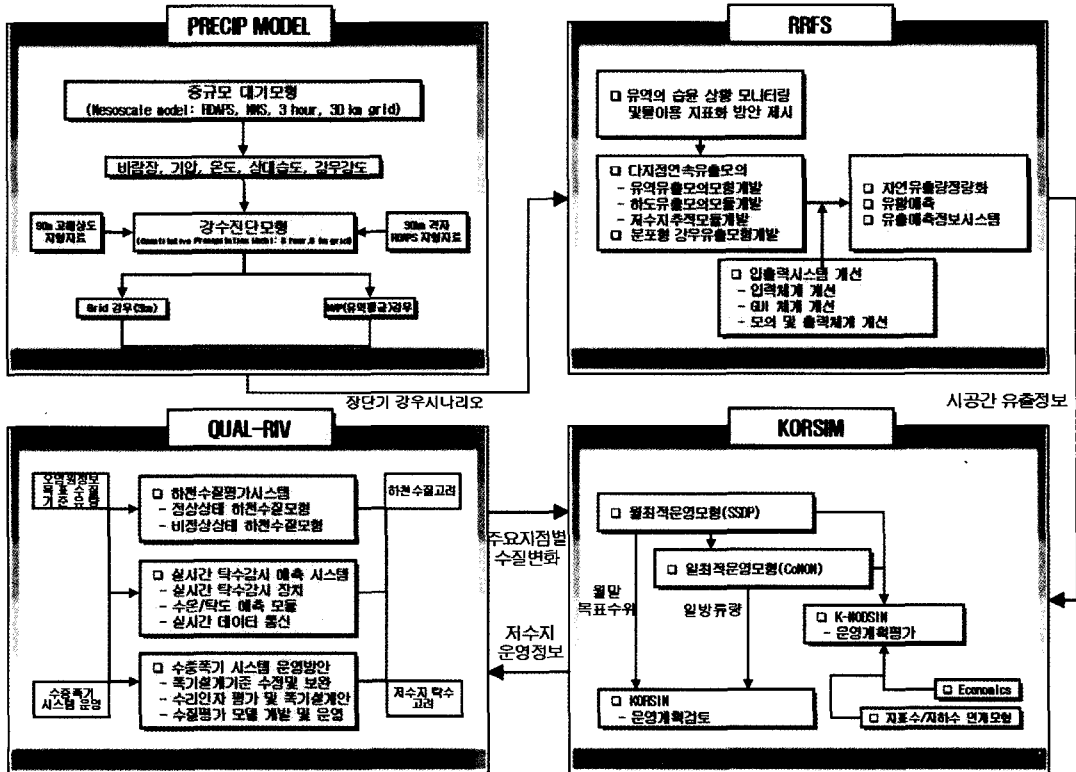 PRECIP MODEL
중규모 대기모형
(Mesoscale model: RDAPS, MM5, 3 hour, 30 km grid)
바람장, 기압, 온도, 상대습도, 강우강도
90m 고해상도
지형자료
강수진단모형
(Quantitative Precipitation Model: 3 hour, 3 km grid)
90m 격자
RDAPS 지형자료
Grid 강우
MAP(유역평균)강우
장단기 강우시나리오
RRFS
□ 유역의 습윤 상황 모니터링
및물이용 지표화 방안 제시
□ 다지점연속유출모의
- 유역유출모의모형개발
- 하도유출모의모듈개발
- 저수지추적모듈개발
□ 분포형 강우유출모형개발
□ 자연유출량정량화
□ 유황예측
□ 유출예측정보시스템
□ 입출력시스템 개선
- 입력체계 개선
- GUI 체계 개선
- 모의 및 출력체계 개선
시공간 유출정보
QUAL-RIV
오염원정보
목표수질
기준유량
□ 하천수질평가시스템
- 정상상태 하천수질모형
- 비정상상태 하천수질모형
하천수질고려
□ 실시간 탁수감시 예측 시스템
- 실시간 탁수감시 장치
- 수온/탁도 예측 모듈
- 실시간 데이터 통신
수중폭기
시스템 운영
□ 수중폭기 시스템 운영방안
- 폭기설계기준 수정및 보완
- 수리인자 평가 및 폭기설계안
- 수질평가 모델 개발 및 운영
저수지 탁수
고려
주요지점별
수질변화
저수지
운영정보
KORSIM
□ 월최적운영모형(SSDP)
□ 일최적운영모형(CoMOM)
월말
목표수위
일방류량
□ K-MODSIM
- 운영계획평가
□ KORSIM
- 운영계획검토
□ Economics
□ 지표수/지하수 연계모형